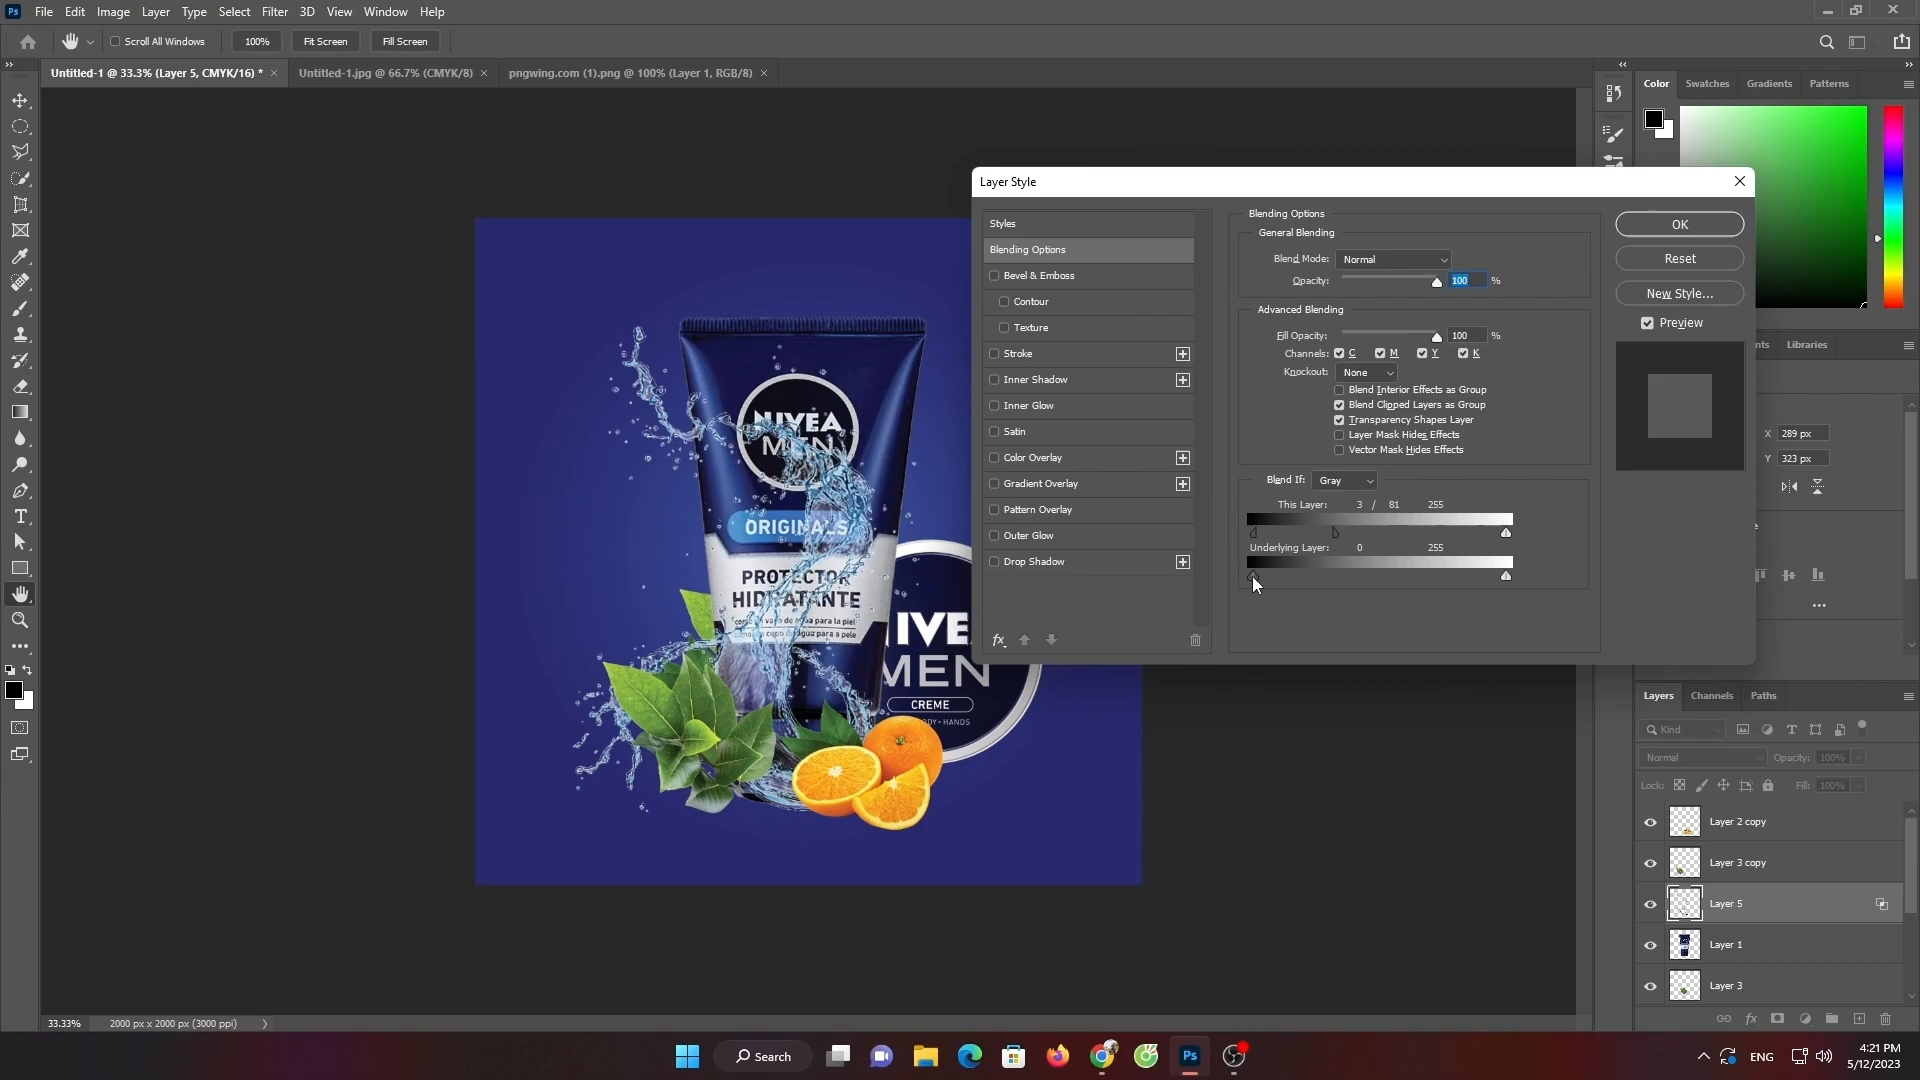 Ps File Edit Image Layer Type Select Filter 3D View Window Help
Scroll All Windows 100% Fit Screen Fill Screen
Untitled-1 @ 33.3% (Layer 5, CMYK/16) * × Untitled-1.jpg @ 66.7% (CMYK/8) × pngwing.com (1).png @ 100% (Layer 1, RGB/8) ×
Color Swatches Gradients Patterns
NIVEA
MEN
ORIGINALS
PROTECTOR
HIDRATANTE
MEN
CREME
HANDS
Layer Style
Styles
Blending Options
Bevel & Emboss
Contour
Texture
Stroke
Inner Shadow
Inner Glow
Satin
Color Overlay
Gradient Overlay
Pattern Overlay
Outer Glow
Drop Shadow
fx
Blending Options
General Blending
Blend Mode: Normal
Opacity: 100 %
Advanced Blending
Fill Opacity: 100 %
Channels: C M Y K
Knockout: None
Blend Interior Effects as Group
Blend Clipped Layers as Group
Transparency Shapes Layer
Layer Mask Hides Effects
Vector Mask Hides Effects
Blend If: Gray
This Layer: 3 / 81 255
Underlying Layer: 0 255
OK
Reset
New Style...
Preview
Libraries
X 289 px
Y 323 px
Layers Channels Paths
Kind
Normal Opacity: 100%
Lock: Fill: 100%
Layer 2 copy
Layer 3 copy
Layer 5
Layer 1
Layer 3
fx
33.33% 2000 px x 2000 px (3000 ppi)
Search
Ps
ENG
4:21 PM
5/12/2023